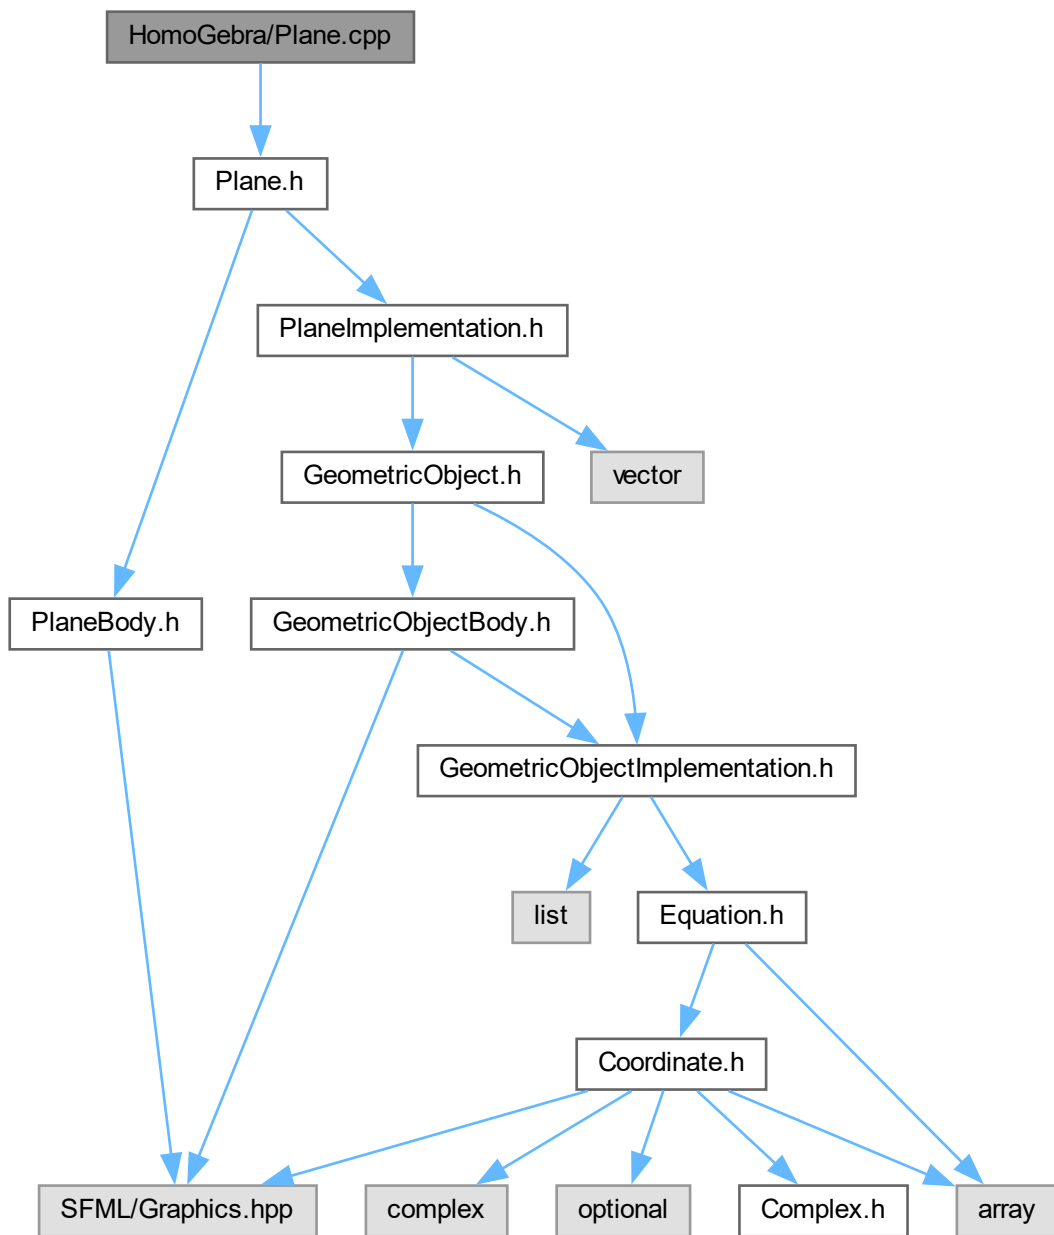 HomoGebra/Plane.cpp
Plane.h
PlaneImplementation.h
GeometricObject.h
vector
PlaneBody.h
GeometricObjectBody.h
GeometricObjectImplementation.h
list
Equation.h
Coordinate.h
SFML/Graphics.hpp
complex
optional
Complex.h
array